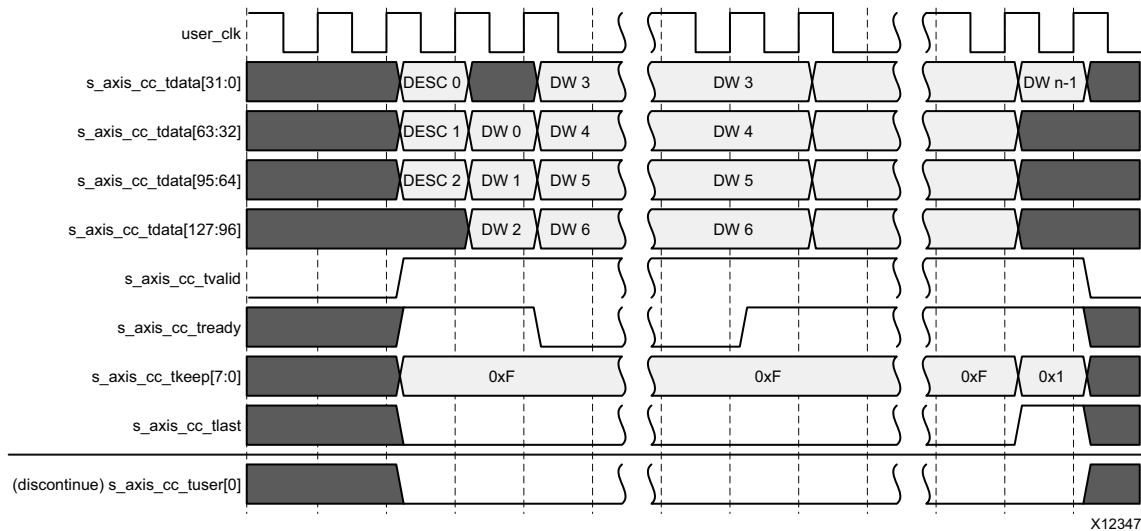 user_clk
s_axis_cc_tdata[31:0] DESC 0 DW 3 DW 3 DW n-1
s_axis_cc_tdata[63:32] DESC 1 DW 0 DW 4 DW 4
s_axis_cc_tdata[95:64] DESC 2 DW 1 DW 5 DW 5
s_axis_cc_tdata[127:96] DW 2 DW 6 DW 6
s_axis_cc_tvalid
s_axis_cc_tready
s_axis_cc_tkeep[7:0] 0xF 0xF 0xF 0x1
s_axis_cc_tlast
(discontinue) s_axis_cc_tuser[0]
X12347